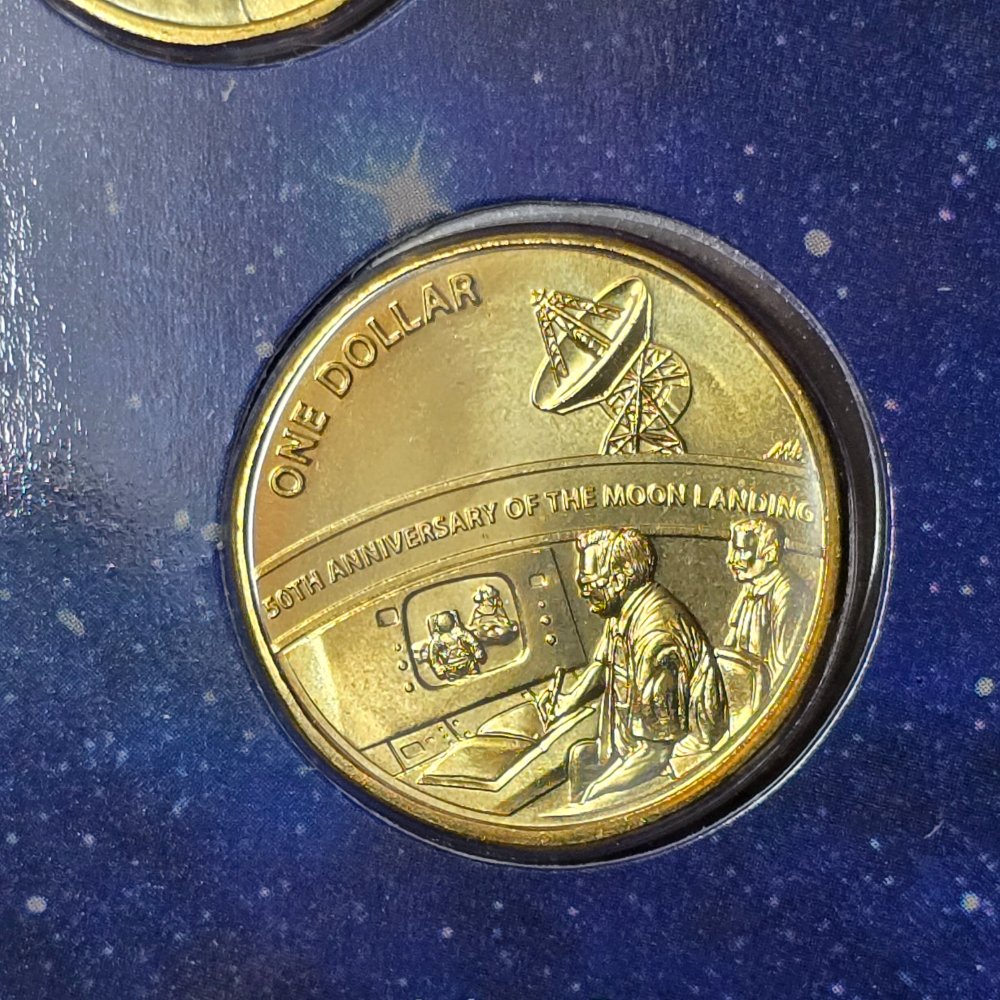 ONE DOLLAR
50TH ANNIVERSARY OF THE MOON LANDING